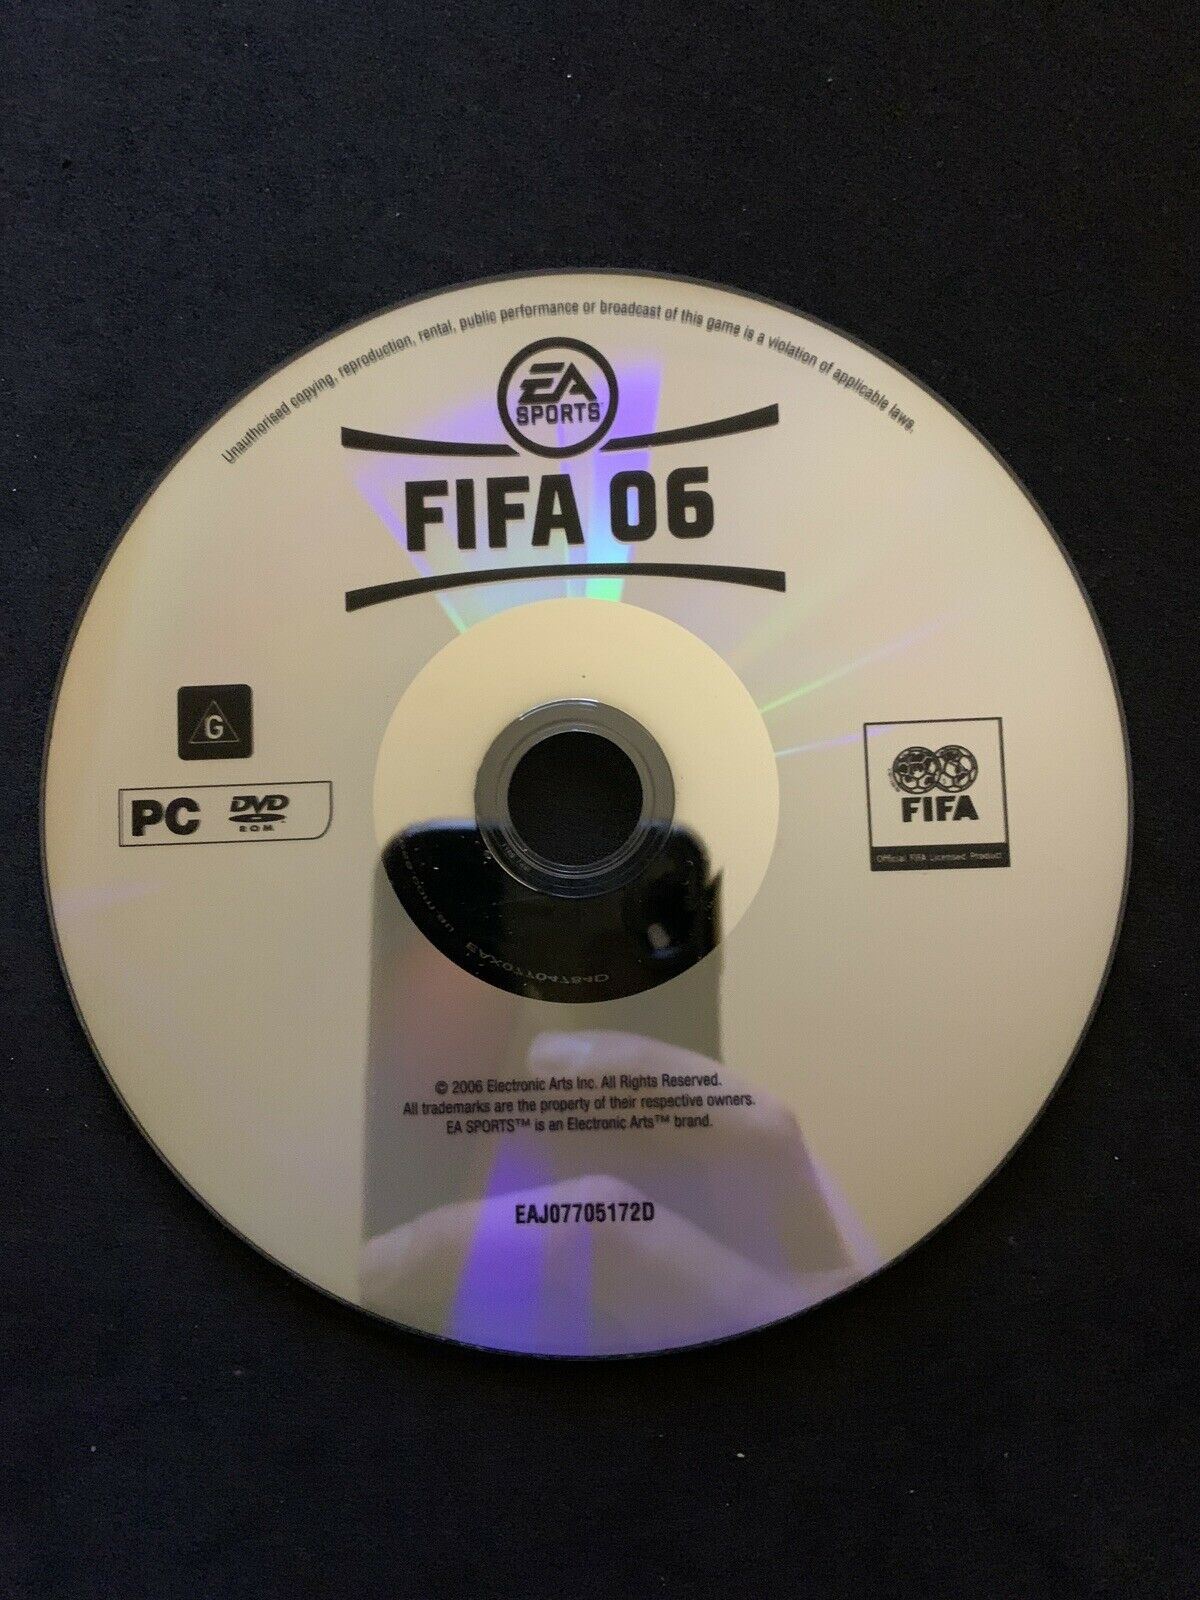 Unauthorised copying, reproduction, rental, public performance or broadcast of this game is a violation of applicable laws.
EA
SPORTS™
FIFA 06
G
PC DVD
ROM
FIFA
Official FIFA Licensed Product
EAX07704784D
© 2006 Electronic Arts Inc. All Rights Reserved.
All trademarks are the property of their respective owners.
EA SPORTS™ is an Electronic Arts™ brand.
EAJ07705172D